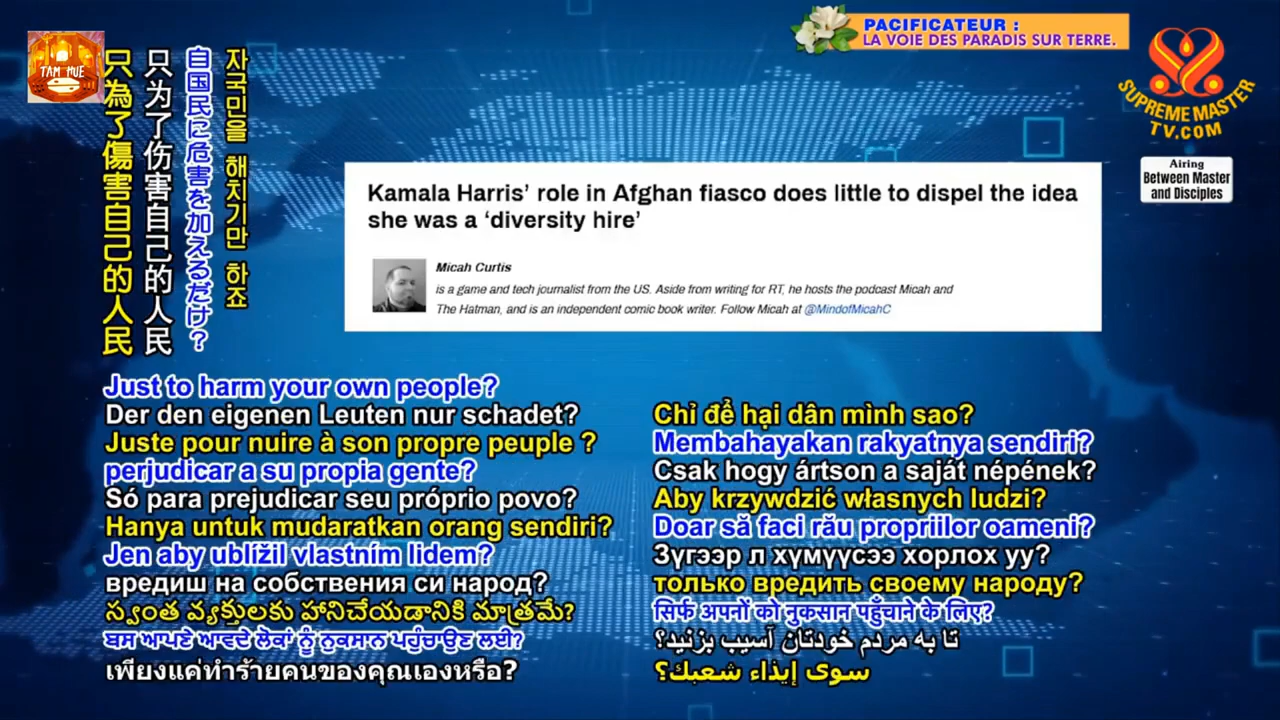 TAM HUE
只為了傷害自己的人民
只为了伤害自己的人民
自国民に危害を加えるだけ？
자국민을 해치기만 하죠
PACIFICATEUR :
LA VOIE DES PARADIS SUR TERRE.
SUPREME MASTER
TV.COM
Airing
Between Master
and Disciples
Kamala Harris’ role in Afghan fiasco does little to dispel the idea
she was a ‘diversity hire’
Micah Curtis
is a game and tech journalist from the US. Aside from writing for RT, he hosts the podcast Micah and
The Hatman, and is an independent comic book writer. Follow Micah at @MindofMicahC
Just to harm your own people?
Der den eigenen Leuten nur schadet?
Juste pour nuire à son propre peuple ?
perjudicar a su propia gente?
Só para prejudicar seu próprio povo?
Hanya untuk mudaratkan orang sendiri?
Jen aby ublížil vlastním lidem?
вредиш на собствения си народ?
స్వంత వ్యక్తులకు హానిచేయడానికి మాత్రమే?
ਬਸ ਆਪਣੇ ਆਵਦੇ ਲੋਕਾਂ ਨੂੰ ਨੁਕਸਾਨ ਪਹੁੰਚਾਉਣ ਲਈ?
เพียงแค่ทำร้ายคนของคุณเองหรือ?
Chỉ để hại dân mình sao?
Membahayakan rakyatnya sendiri?
Csak hogy ártson a saját népének?
Aby krzywdzić własnych ludzi?
Doar să faci rău propriilor oameni?
Зүгээр л хүмүүсээ хорлох уу?
только вредить своему народу?
सिर्फ अपनों को नुकसान पहुँचाने के लिए?
تا به مردم خودتان آسیب بزنید؟
سوى إيذاء شعبك؟